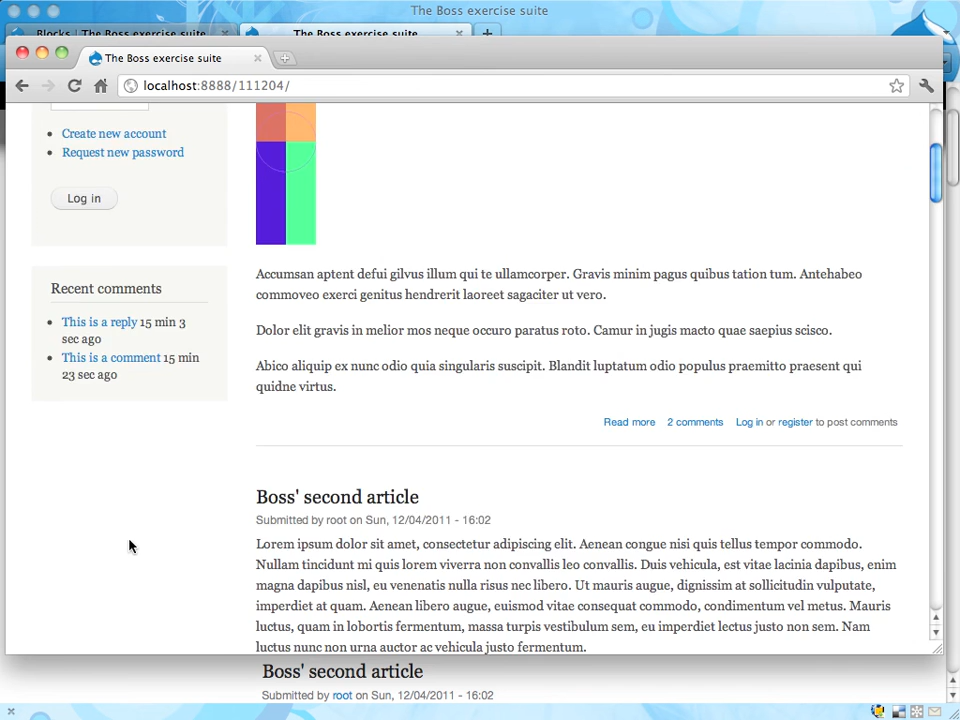 The Boss exercise suite
Blocks | The Boss exercise suite
The Boss exercise suite
The Boss exercise suite
localhost:8888/111204/
Create new account
Request new password
Log in
Recent comments
This is a reply 15 min 3
sec ago
This is a comment 15 min
23 sec ago
Accumsan aptent defui gilvus illum qui te ullamcorper. Gravis minim pagus quibus tation tum. Antehabeo
commoveo exerci genitus hendrerit laoreet sagaciter ut vero.
Dolor elit gravis in melior mos neque occuro paratus roto. Camur in jugis macto quae saepius scisco.
Abico aliquip ex nunc odio quia singularis suscipit. Blandit luptatum odio populus praemitto praesent qui
quidne virtus.
Read more 2 comments Log in or register to post comments
Boss' second article
Submitted by root on Sun, 12/04/2011 - 16:02
Lorem ipsum dolor sit amet, consectetur adipiscing elit. Aenean congue nisi quis tellus tempor commodo.
Nullam tincidunt mi quis lorem viverra non convallis leo convallis. Duis vehicula, est vitae lacinia dapibus, enim
magna dapibus nisl, eu venenatis nulla risus nec libero. Ut mauris augue, dignissim at sollicitudin vulputate,
imperdiet at quam. Aenean libero augue, euismod vitae consequat commodo, condimentum vel metus. Mauris
luctus, quam in lobortis fermentum, massa turpis vestibulum sem, eu imperdiet lectus justo non sem. Nam
luctus nunc non urna auctor ac vehicula justo fermentum.
Boss' second article
Submitted by root on Sun, 12/04/2011 - 16:02